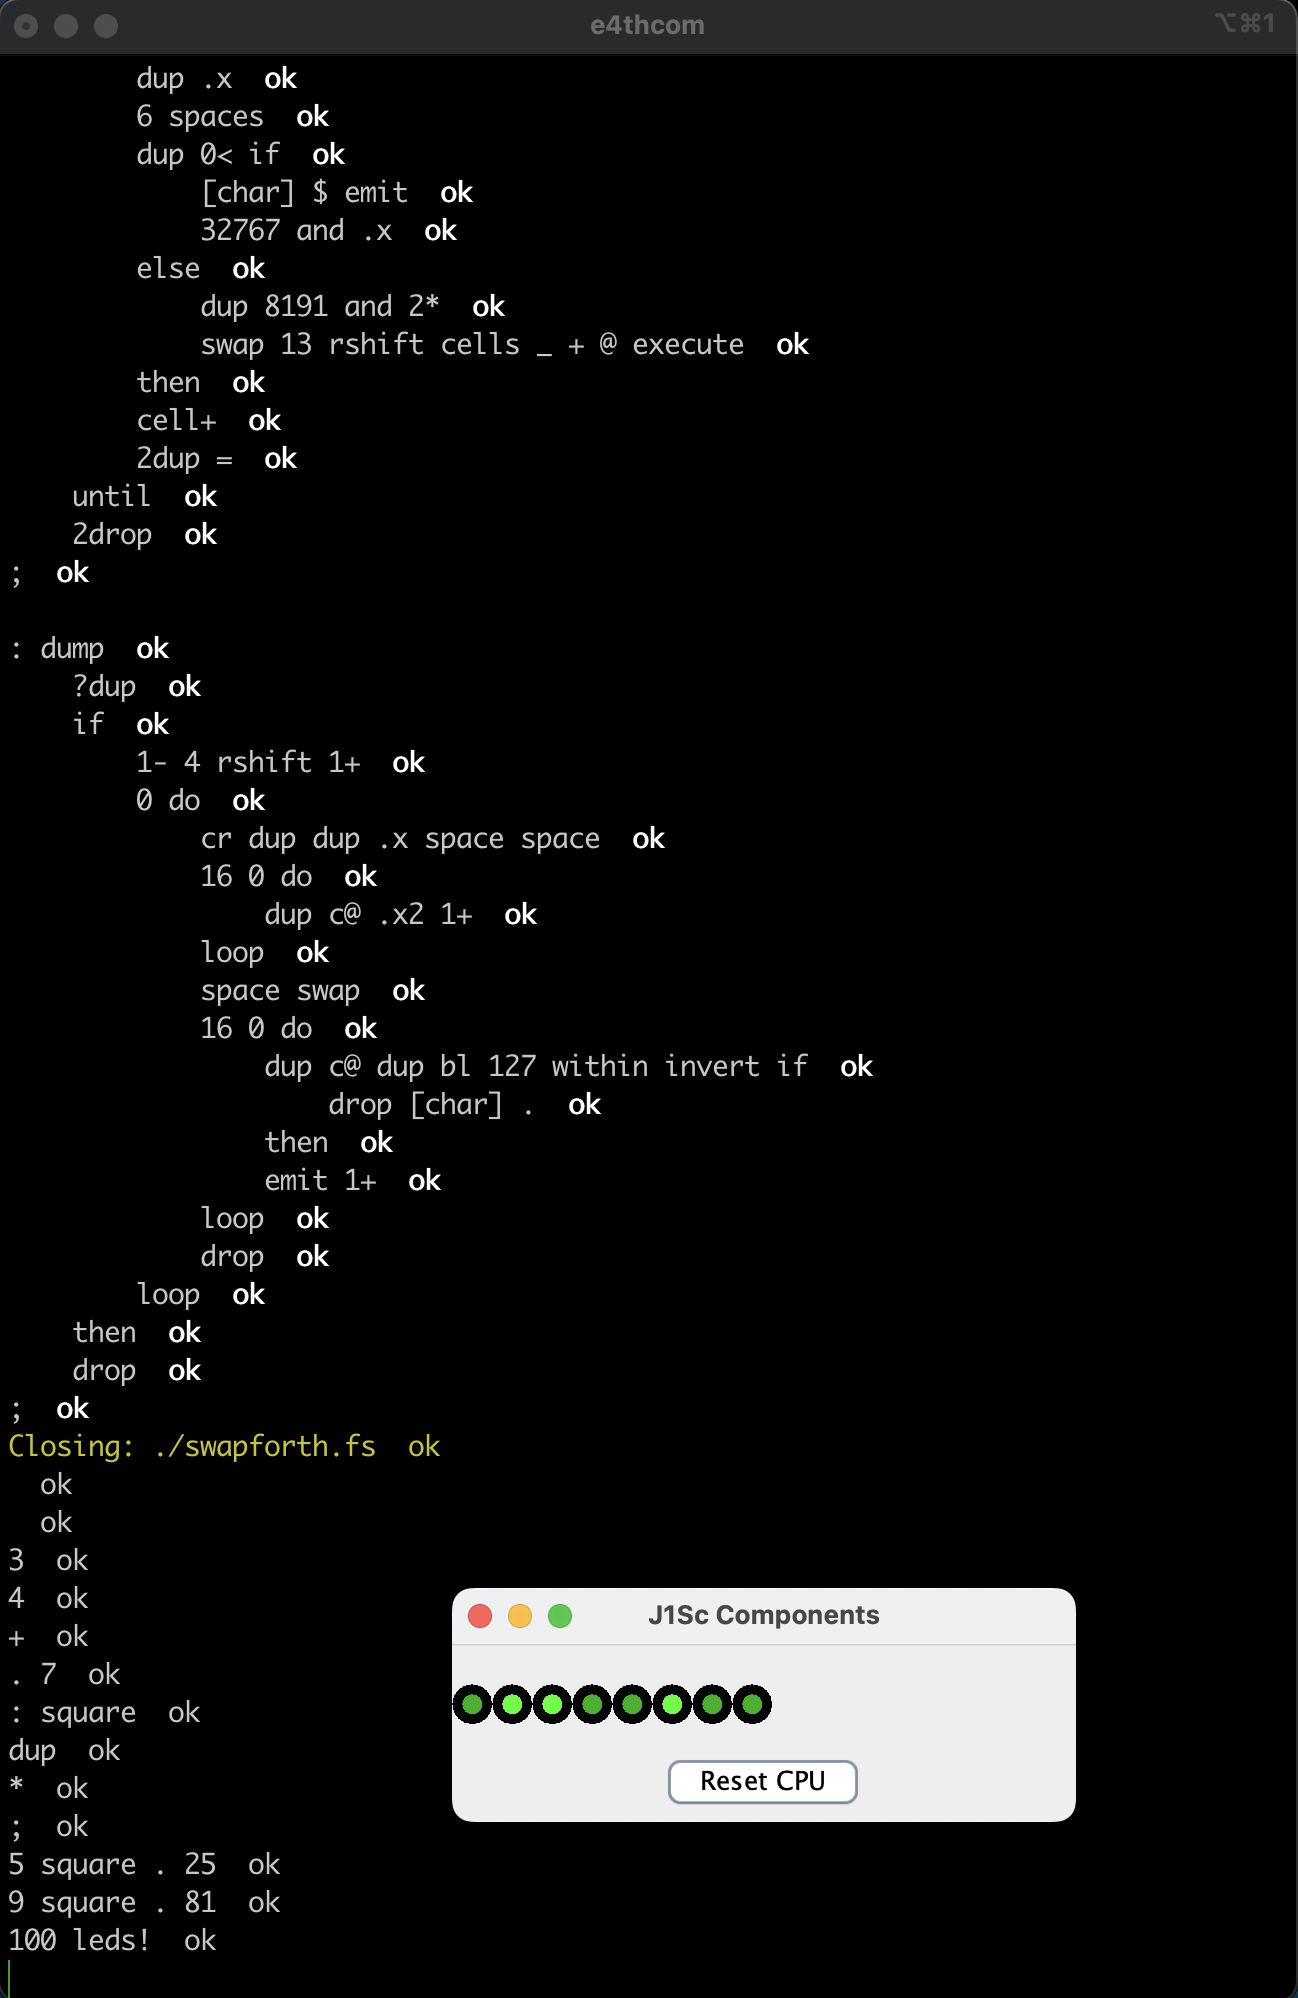 e4thcom
⌥⌘1
dup .x  ok
6 spaces  ok
dup 0< if  ok
[char] $ emit  ok
32767 and .x  ok
else  ok
dup 8191 and 2*  ok
swap 13 rshift cells _ + @ execute  ok
then  ok
cell+  ok
2dup =  ok
until  ok
2drop  ok
;  ok
: dump  ok
?dup  ok
if  ok
1- 4 rshift 1+  ok
0 do  ok
cr dup dup .x space space  ok
16 0 do  ok
dup c@ .x2 1+  ok
loop  ok
space swap  ok
16 0 do  ok
dup c@ dup bl 127 within invert if  ok
drop [char] .  ok
then  ok
emit 1+  ok
loop  ok
drop  ok
loop  ok
then  ok
drop  ok
;  ok
Closing: ./swapforth.fs  ok
ok
ok
3  ok
4  ok
+  ok
. 7  ok
: square  ok
dup  ok
*  ok
;  ok
5 square . 25  ok
9 square . 81  ok
100 leds!  ok
J1Sc Components
Reset CPU